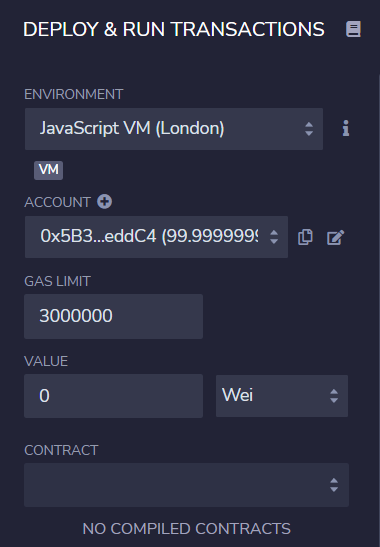 DEPLOY & RUN TRANSACTIONS
ENVIRONMENT
JavaScript VM (London)
VM
ACCOUNT
0x5B3...eddC4 (99.9999999
GAS LIMIT
3000000
VALUE
0 Wei
CONTRACT
NO COMPILED CONTRACTS